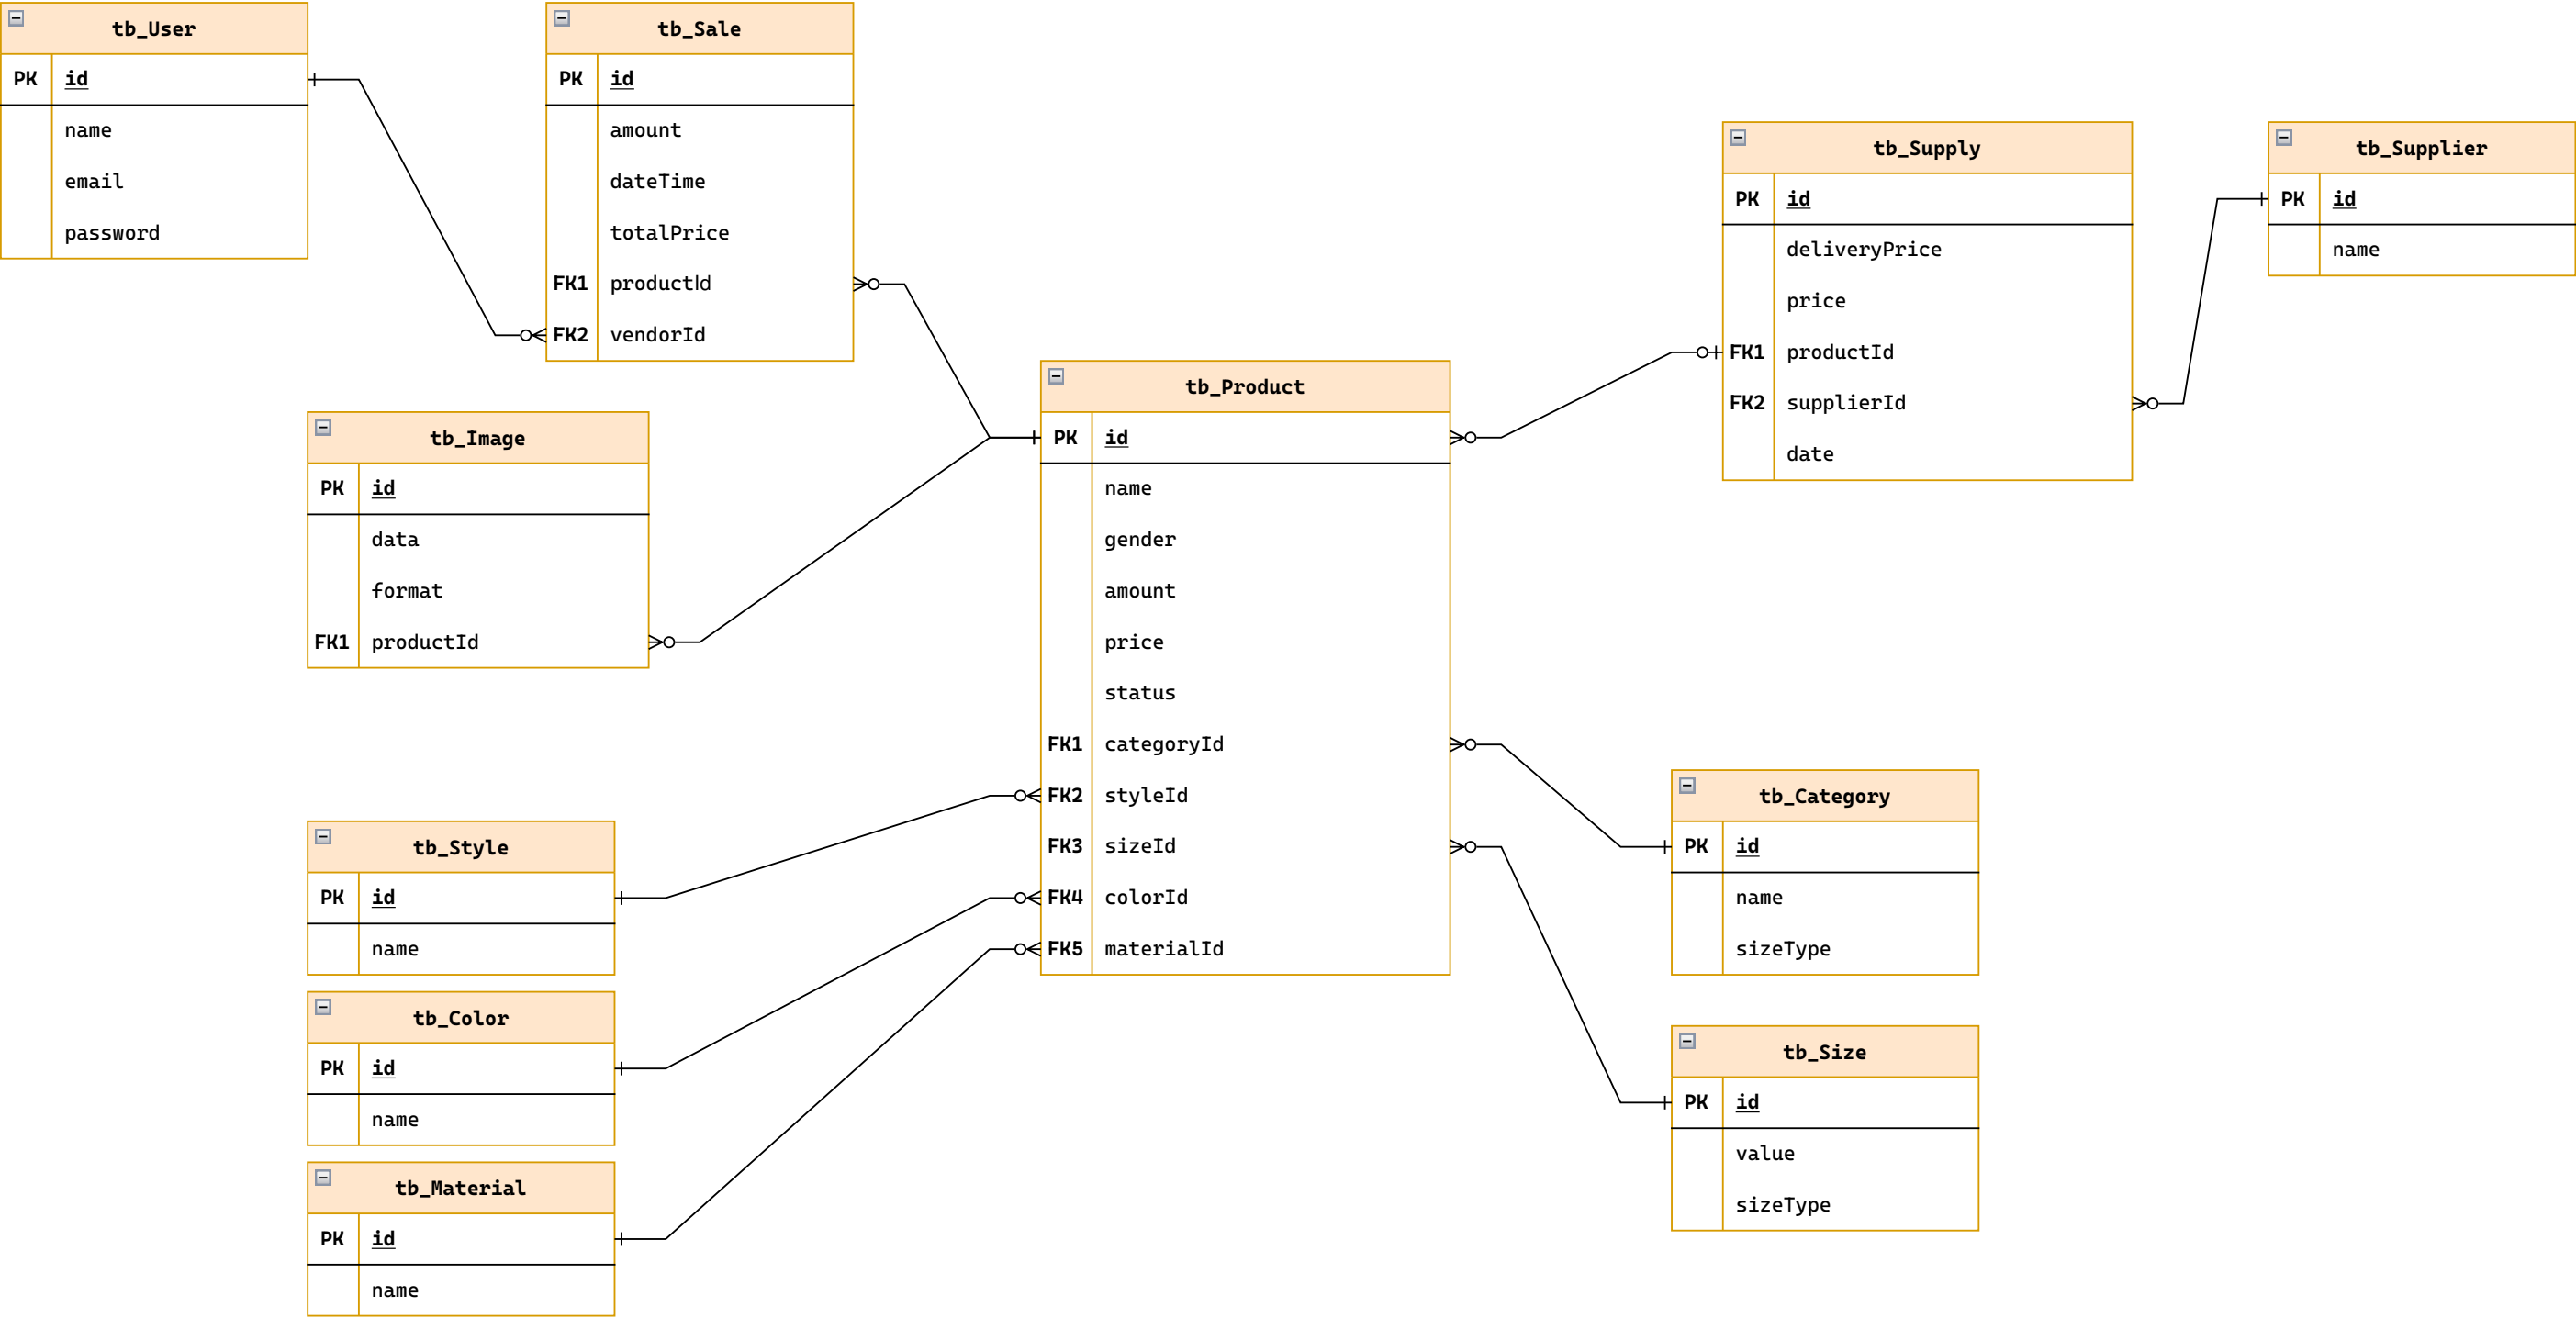 tb_User
PK id
name
email
password
tb_Sale
PK id
amount
dateTime
totalPrice
FK1 productId
FK2 vendorId
tb_Supply
PK id
deliveryPrice
price
FK1 productId
FK2 supplierId
date
tb_Supplier
PK id
name
tb_Image
PK id
data
format
FK1 productId
tb_Product
PK id
name
gender
amount
price
status
FK1 categoryId
FK2 styleId
FK3 sizeId
FK4 colorId
FK5 materialId
tb_Style
PK id
name
tb_Color
PK id
name
tb_Material
PK id
name
tb_Category
PK id
name
sizeType
tb_Size
PK id
value
sizeType